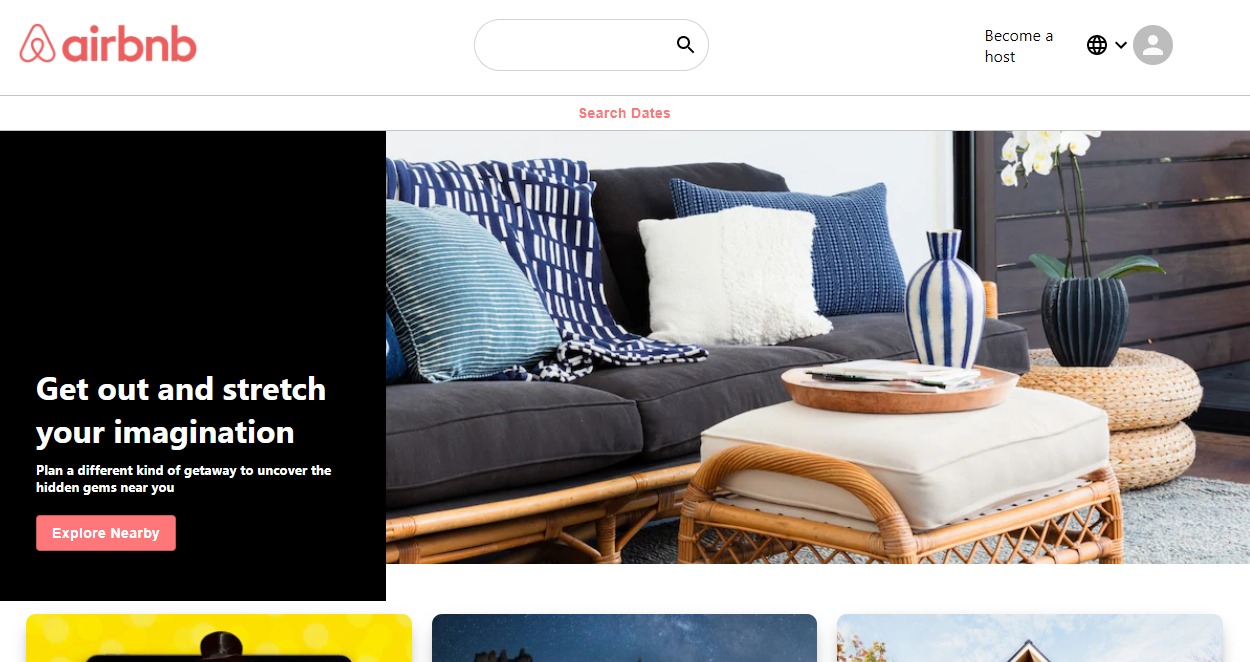 airbnb
Become a
host
Search Dates
Get out and stretch
your imagination
Plan a different kind of getaway to uncover the
hidden gems near you
Explore Nearby